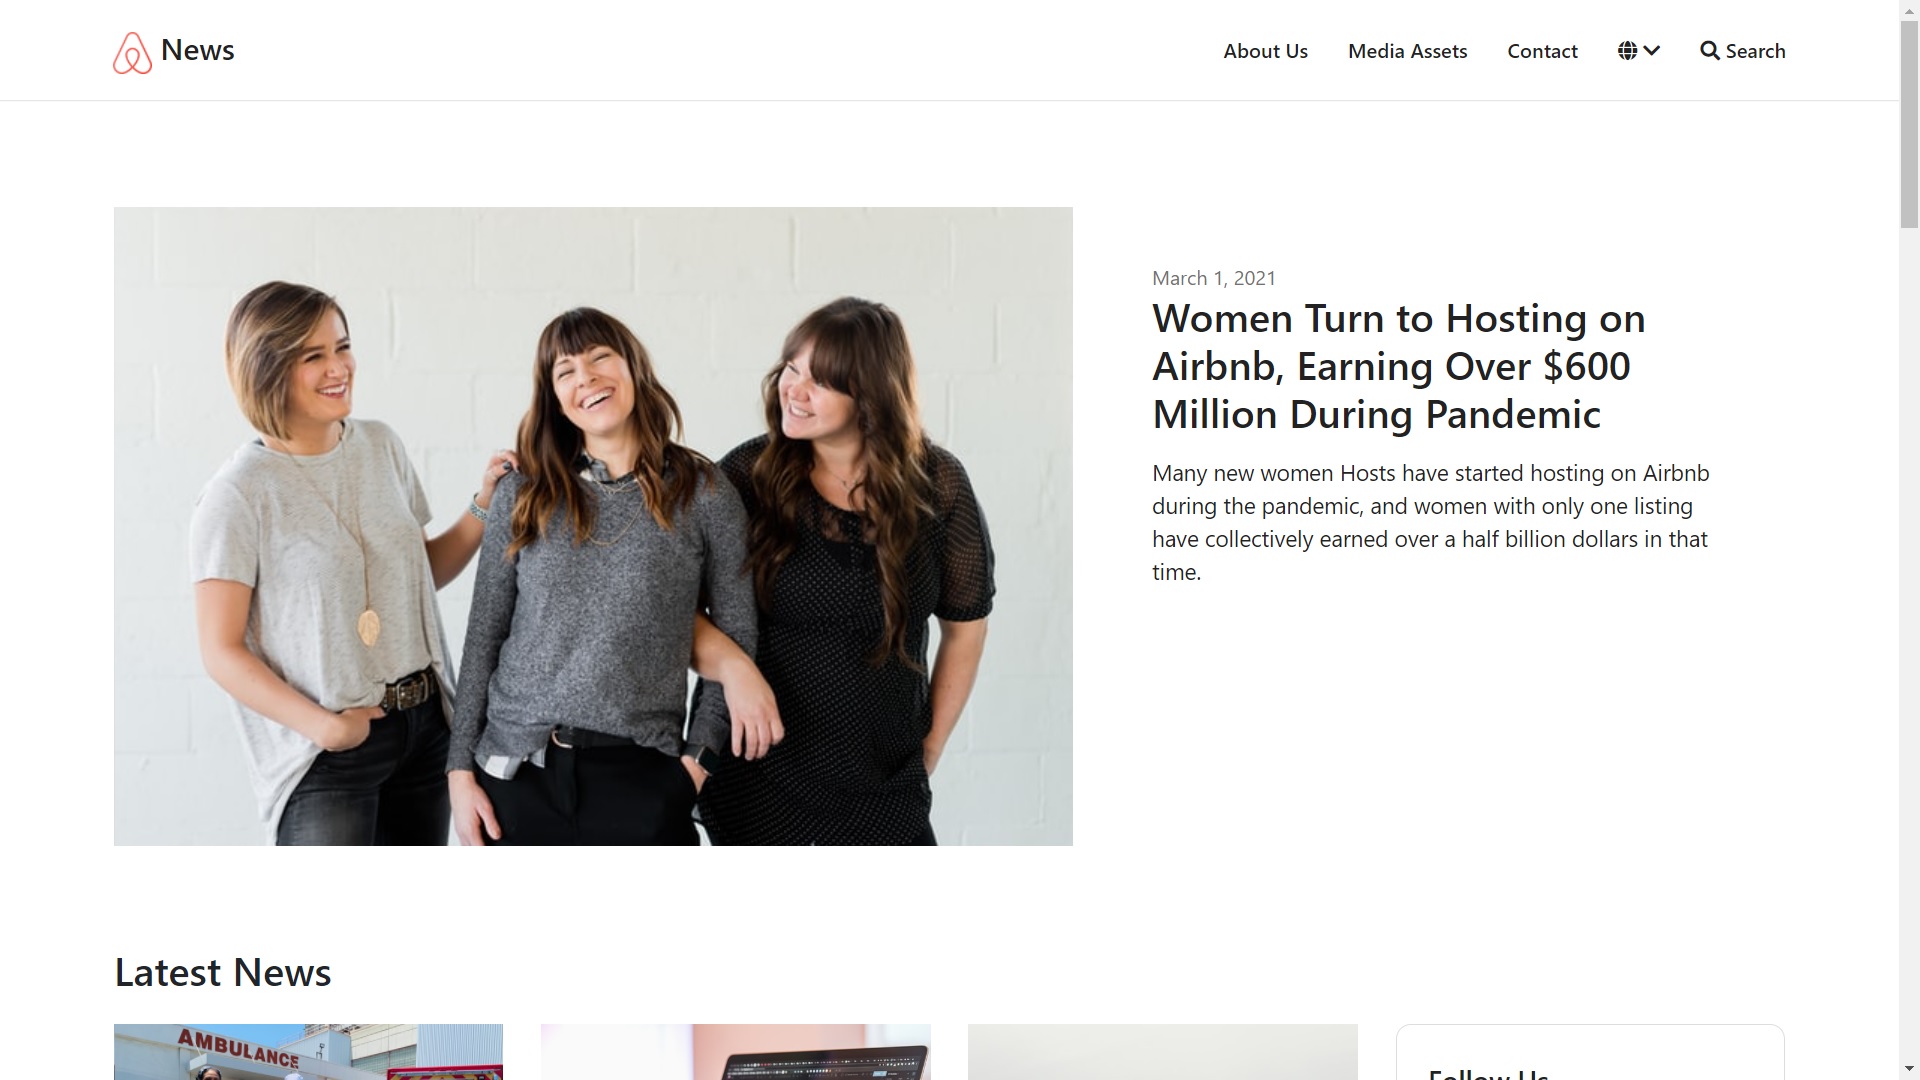 News
About Us
Media Assets
Contact
Search
March 1, 2021
Women Turn to Hosting on
Airbnb, Earning Over $600
Million During Pandemic
Many new women Hosts have started hosting on Airbnb
during the pandemic, and women with only one listing
have collectively earned over a half billion dollars in that
time.
Latest News
AMBULANCE
Follow Us